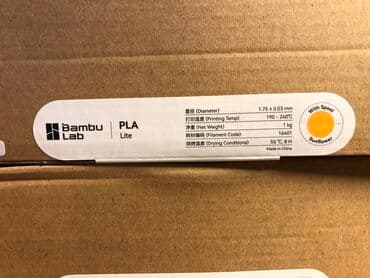 Bambu
Lab
PLA
Lite
直径 (Diameter) 1.75 ± 0.03 mm
打印温度 (Printing Temp) 190 - 240℃
净重 (Net Weight) 1 kg
耗材编码 (Filament Code) 16401
烘烤温度 (Drying Conditions) 55 ℃, 8 H
Made in China
With Spool
Sunflower